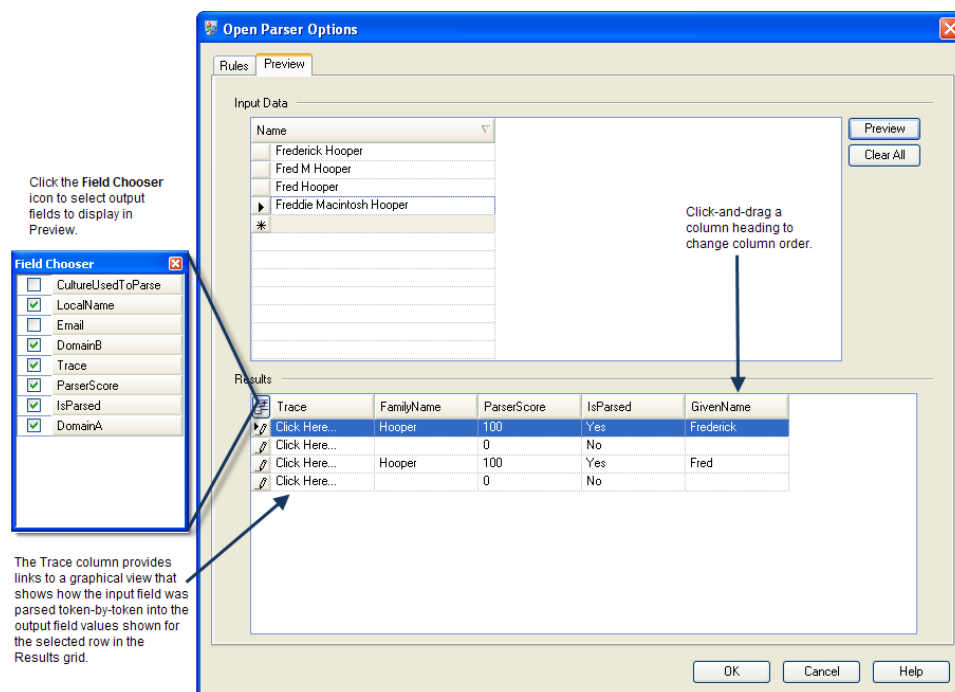 Open Parser Options
Rules Preview
Input Data
Name
Frederick Hooper
Fred M Hooper
Fred Hooper
Freddie Macintosh Hooper
Preview
Clear All
Click the Field Chooser
icon to select output
fields to display in
Preview.
Click-and-drag a
column heading to
change column order.
Field Chooser
CultureUsedToParse
LocalName
Email
DomainB
Trace
ParserScore
IsParsed
DomainA
Results
Trace FamilyName ParserScore IsParsed GivenName
Click Here... Hooper 100 Yes Frederick
Click Here... 0 No
Click Here... Hooper 100 Yes Fred
Click Here... 0 No
The Trace column provides
links to a graphical view that
shows how the input field was
parsed token-by-token into the
output field values shown for
the selected row in the
Results grid.
OK Cancel Help